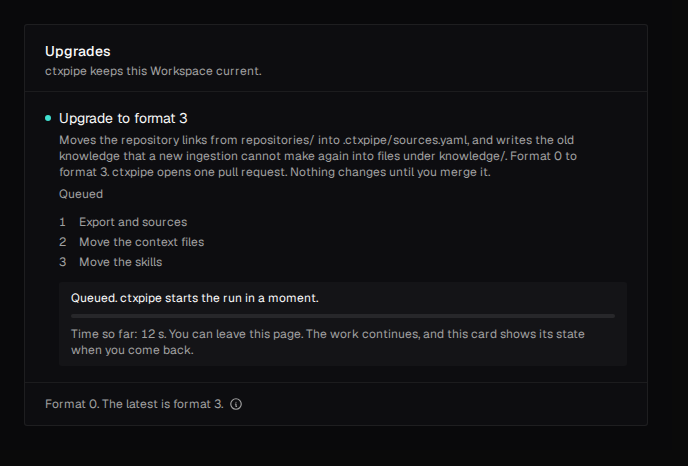 Upgrades
ctxpipe keeps this Workspace current.
Upgrade to format 3
Moves the repository links from repositories/ into .ctxpipe/sources.yaml, and writes the old
knowledge that a new ingestion cannot make again into files under knowledge/. Format 0 to
format 3. ctxpipe opens one pull request. Nothing changes until you merge it.
Queued
1 Export and sources
2 Move the context files
3 Move the skills
Queued. ctxpipe starts the run in a moment.
Time so far: 12 s. You can leave this page. The work continues, and this card shows its state
when you come back.
Format 0. The latest is format 3.